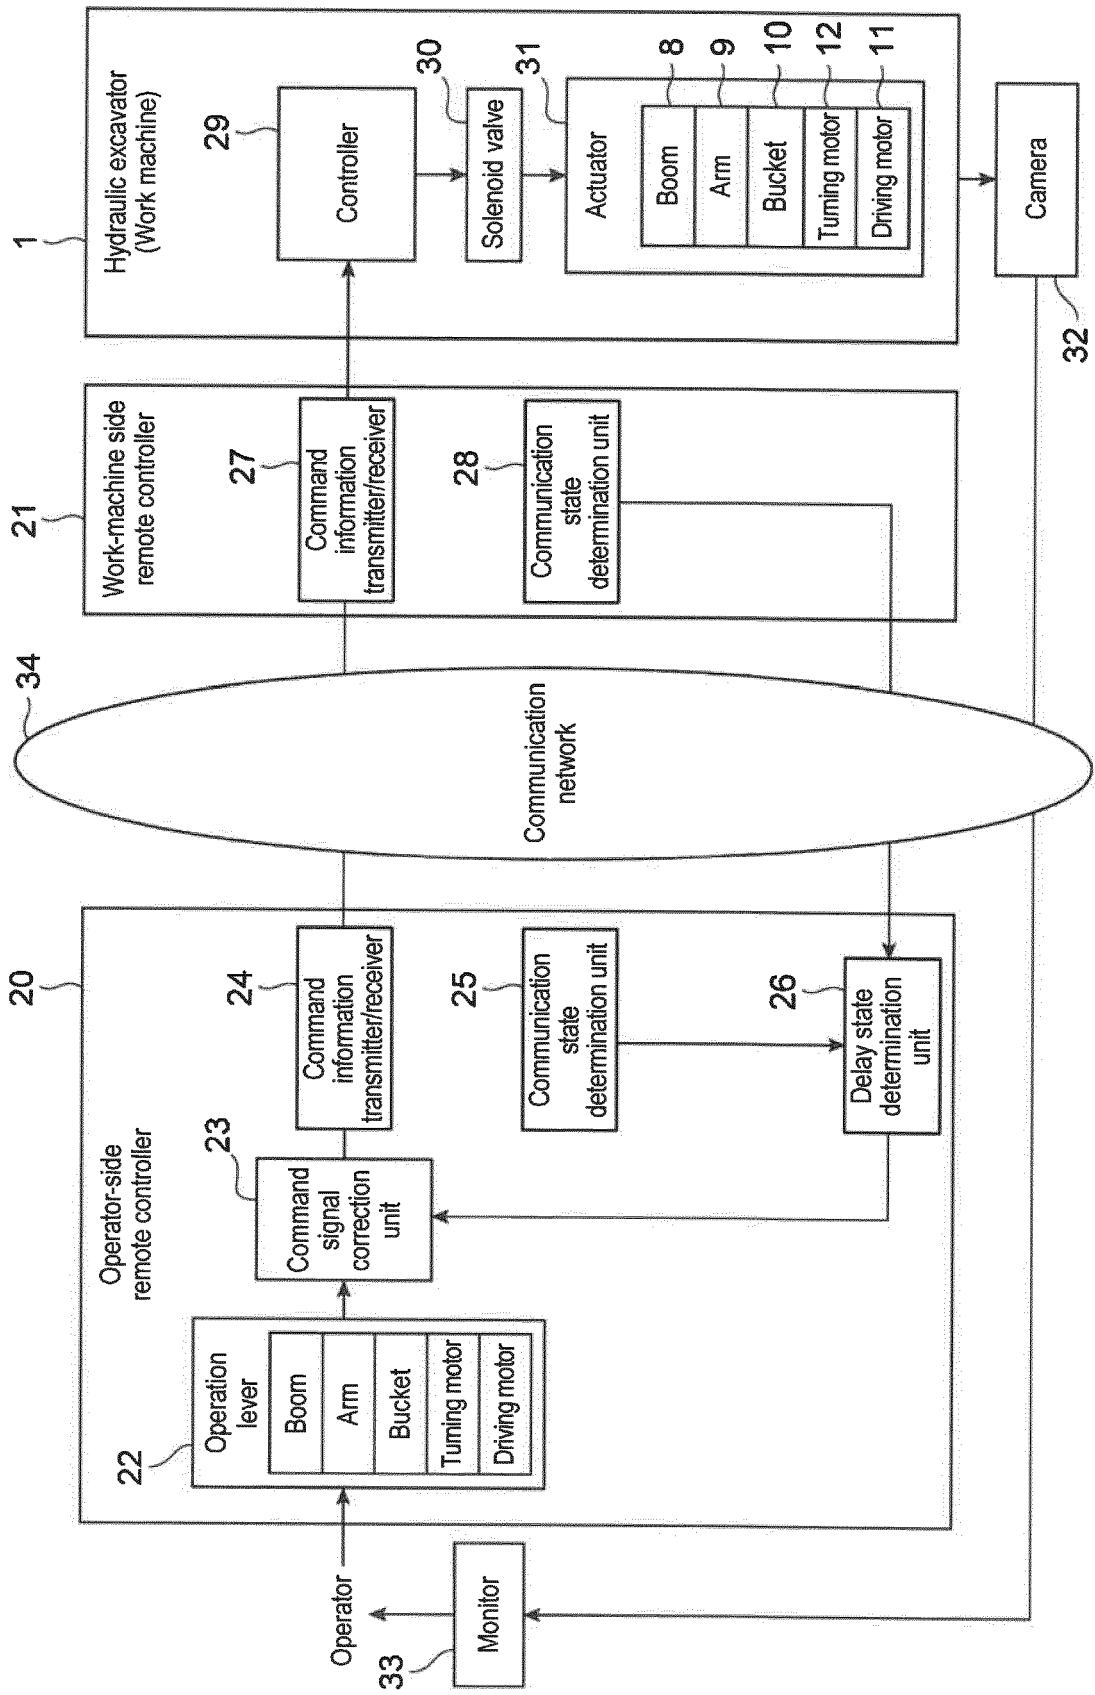 33
Monitor
Operator
20
Operator-side
remote controller
22
Operation
lever
Boom
Arm
Bucket
Turning motor
Driving motor
23
Command
signal
correction
unit
24
Command
information
transmitter/receiver
25
Communication
state
determination unit
26
Delay state
determination
unit
34
Communication
network
21
Work-machine side
remote controller
27
Command
information
transmitter/receiver
28
Communication
state
determination unit
1
Hydraulic excavator
(Work machine)
29
Controller
30
Solenoid valve
31
Actuator
Boom
8
Arm
9
Bucket
10
Turning motor
12
Driving motor
11
Camera
32